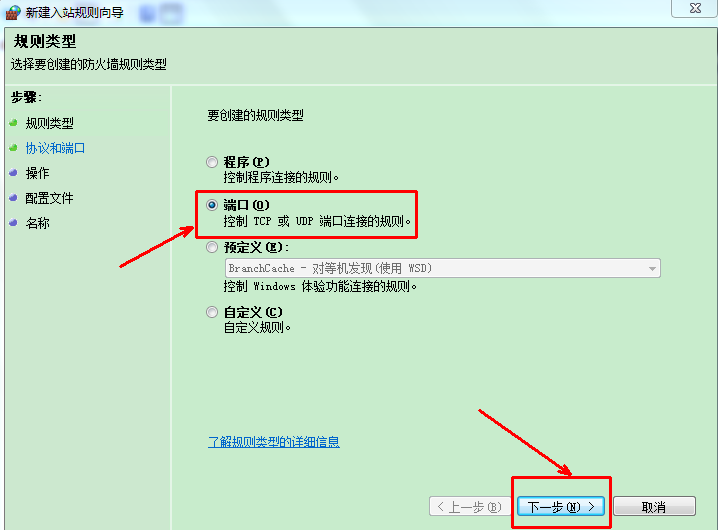 新建入站规则向导
规则类型
选择要创建的防火墙规则类型
步骤:
规则类型
协议和端口
操作
配置文件
名称
要创建的规则类型
程序(P)
控制程序连接的规则。
端口(O)
控制 TCP 或 UDP 端口连接的规则。
预定义(E):
BranchCache - 对等机发现(使用 WSD)
控制 Windows 体验功能连接的规则。
自定义(C)
自定义规则。
了解规则类型的详细信息
< 上一步(B)
下一步(N) >
取消